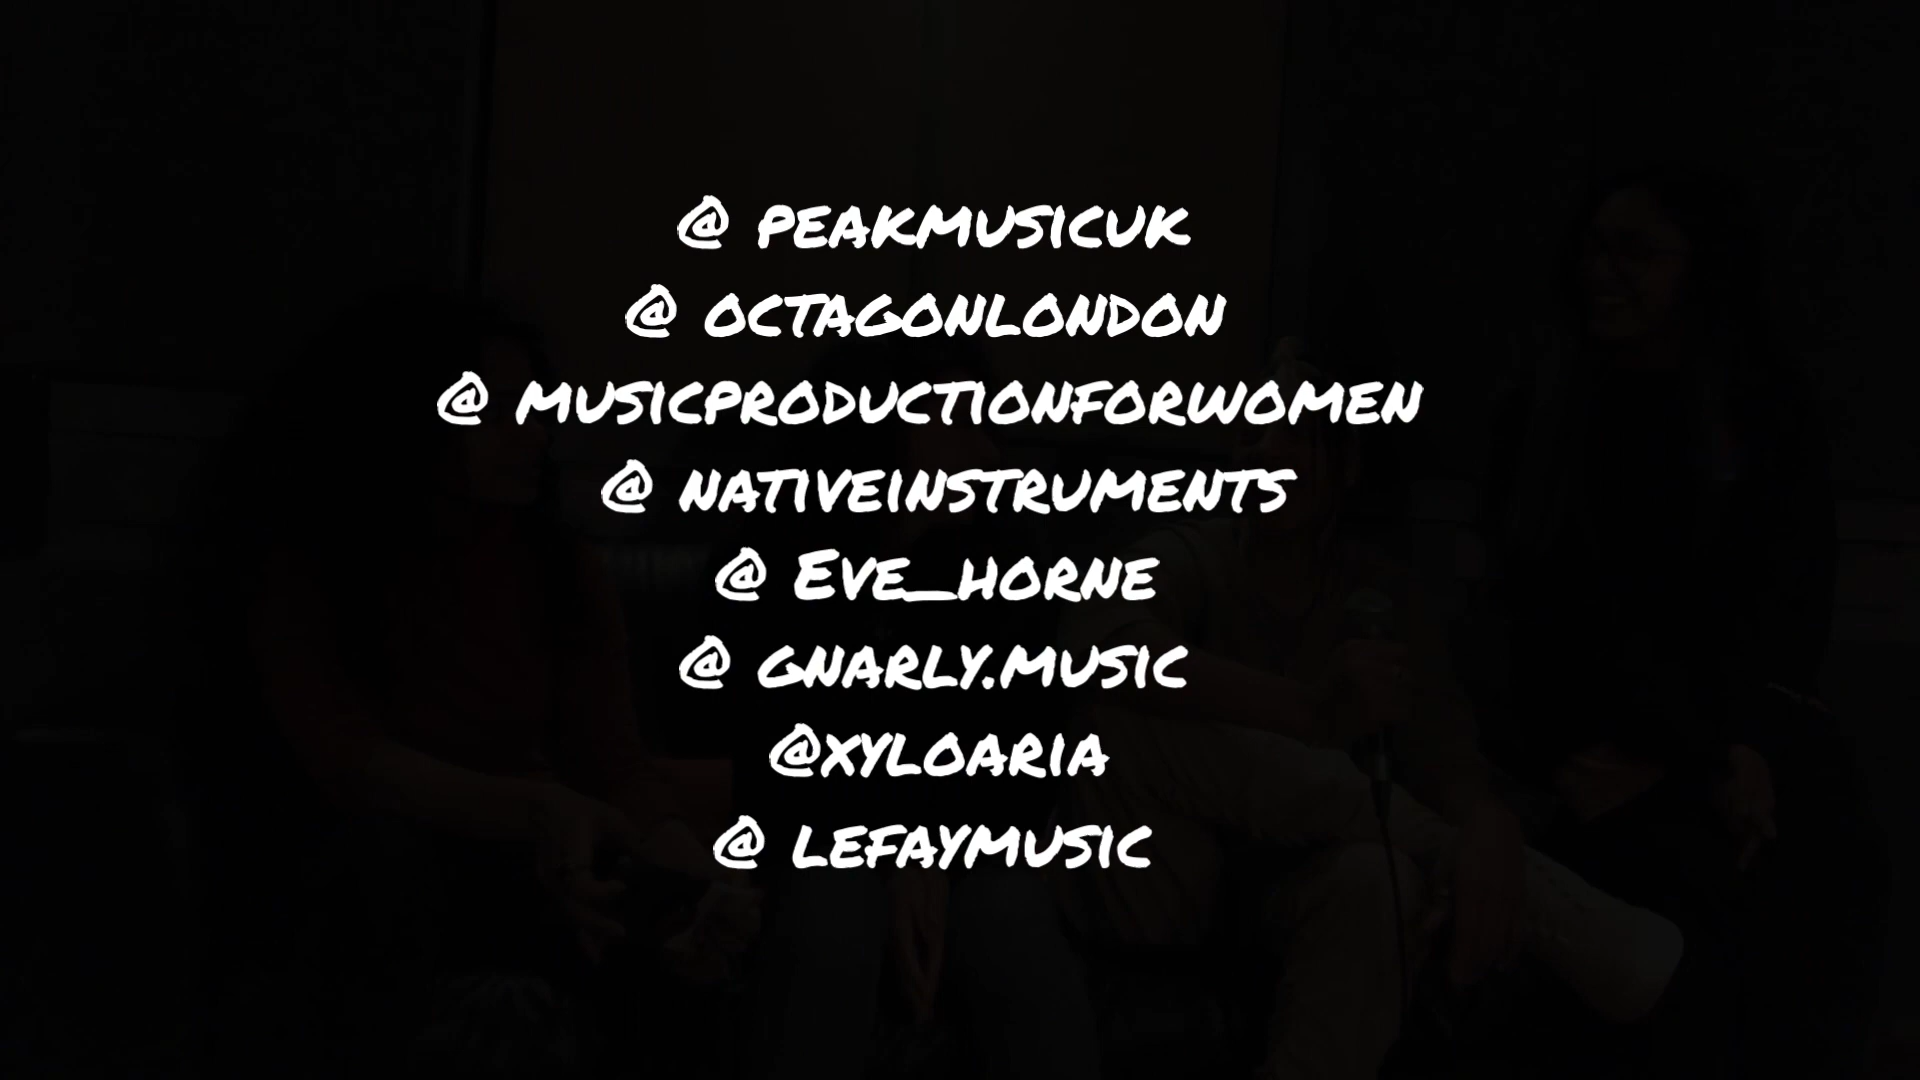 @ PEAKMUSICUK
@ OCTAGONLONDON
@ MUSICPRODUCTIONFORWOMEN
@ NATIVEINSTRUMENTS
@ EVE_HORNE
@ GNARLY.MUSIC
@XYLOARIA
@ LEFAYMUSIC